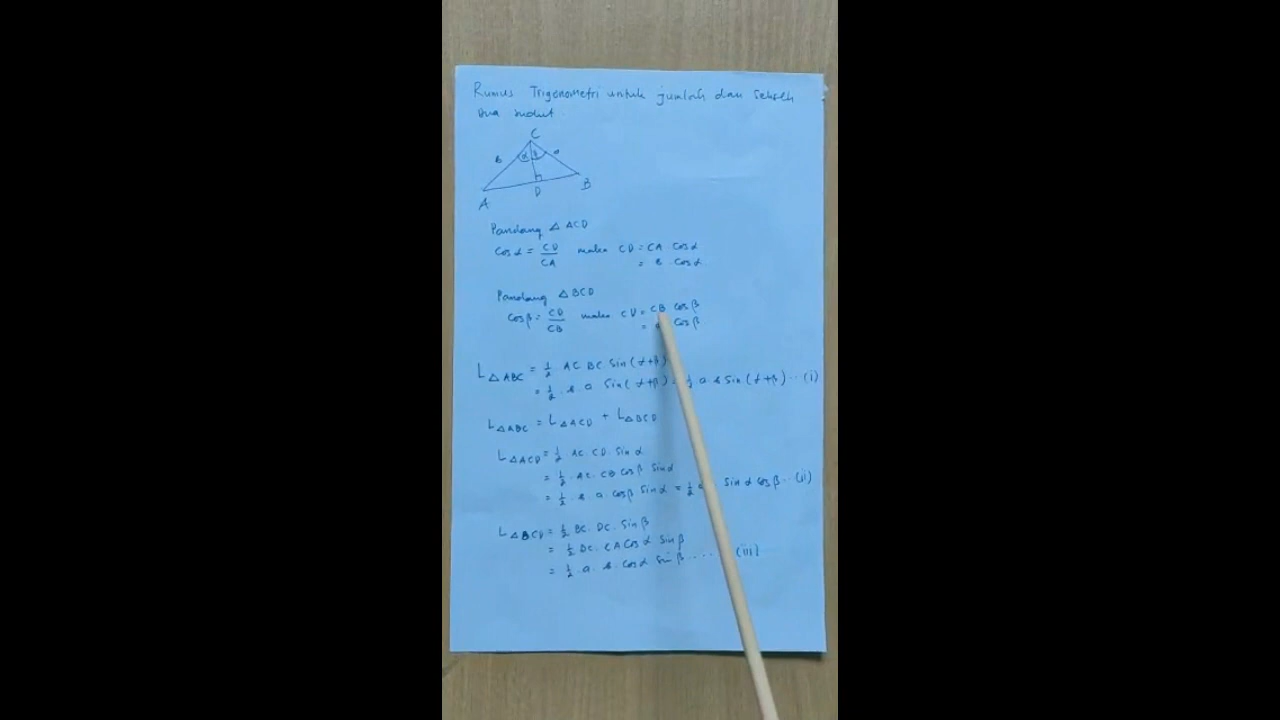 Rumus Trigonometri untuk jumlah dan selisih
dua sudut
C
b α β a
A D B
Pandang △ ACD
Cos α = CD/CA maka CD = CA Cos α
= b . Cos α
Pandang △ BCD
Cos β = CD/CB maka CD = CB Cos β
= Cos β
L△ABC = ½ . AC . BC . Sin (α+β)
= ½ . b . a Sin (α+β) = ½ a b Sin (α+β) ... (i)
L△ABC = L△ACD + L△BCD
L△ACD = ½ AC . CD . Sin α
= ½ . AC . CB Cos β Sin α
= ½ . b . a . Cos β Sin α = ½ a Sin α Cos β ... (ii)
L△BCD = ½ BC . DC . Sin β
= ½ BC . CA Cos α Sin β
= ½ . a . b . Cos α Sin β ...... (iii)